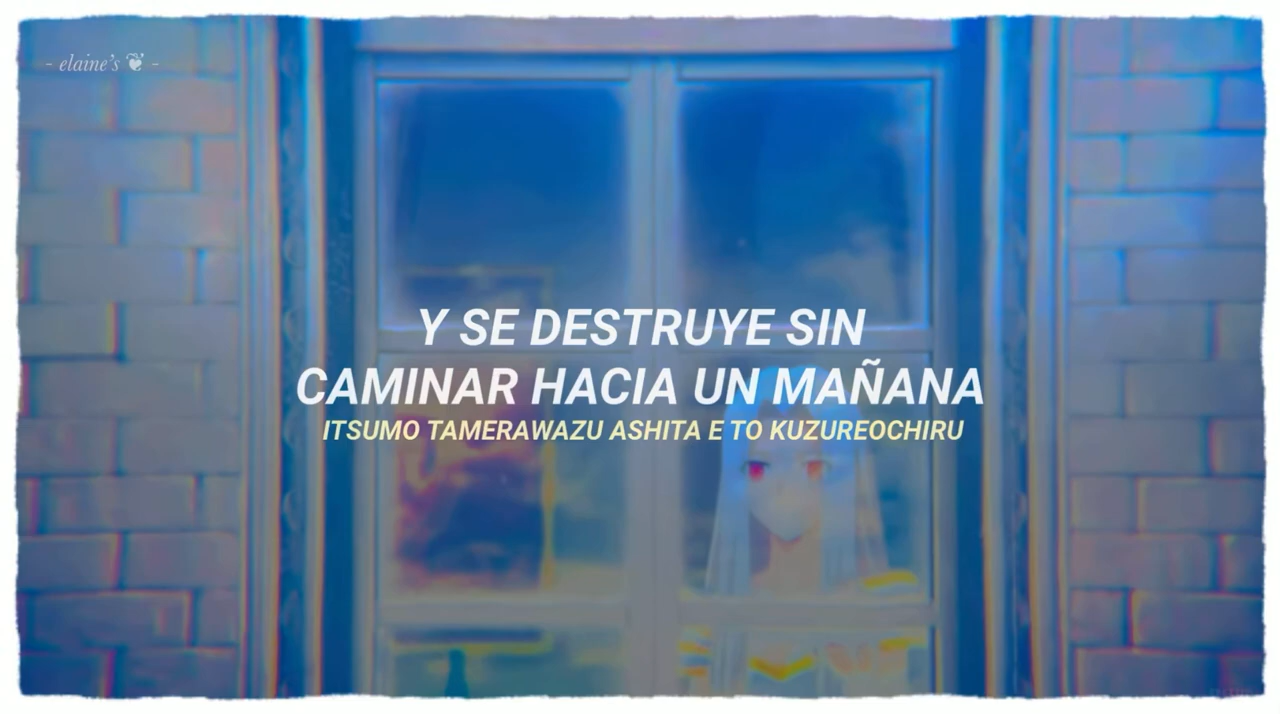 - elaine's ❦ -
Y SE DESTRUYE SIN
CAMINAR HACIA UN MAÑANA
ITSUMO TAMERAWAZU ASHITA E TO KUZUREOCHIRU